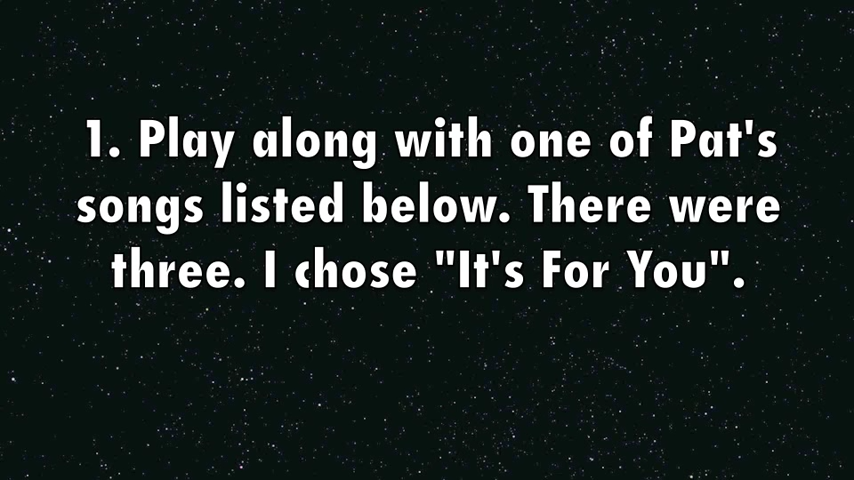 1. Play along with one of Pat's
songs listed below. There were
three. I chose "It's For You".